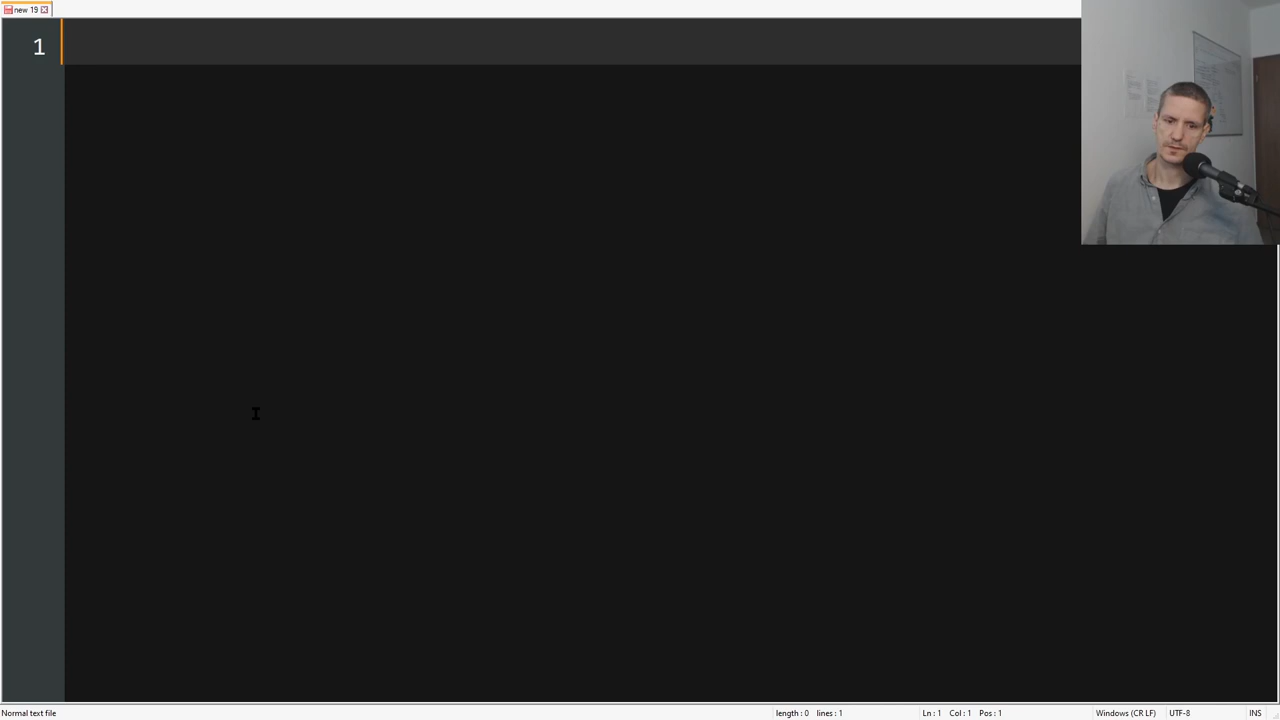 new 19
1
Normal text file
length : 0 lines : 1
Ln : 1 Col : 1 Pos : 1
Windows (CR LF)
UTF-8
INS